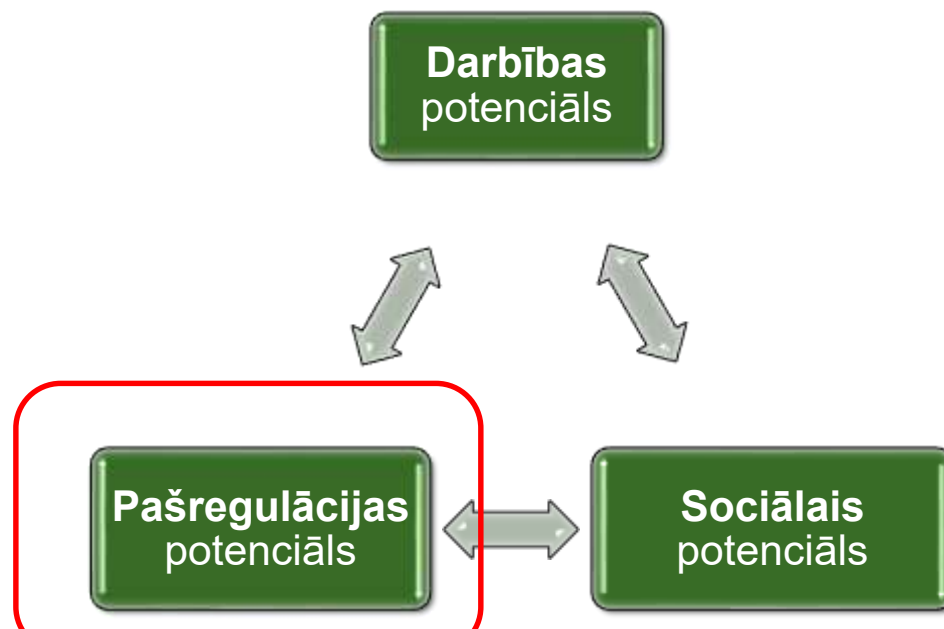 Darbības
potenciāls
Pašregulācijas
potenciāls
Sociālais
potenciāls